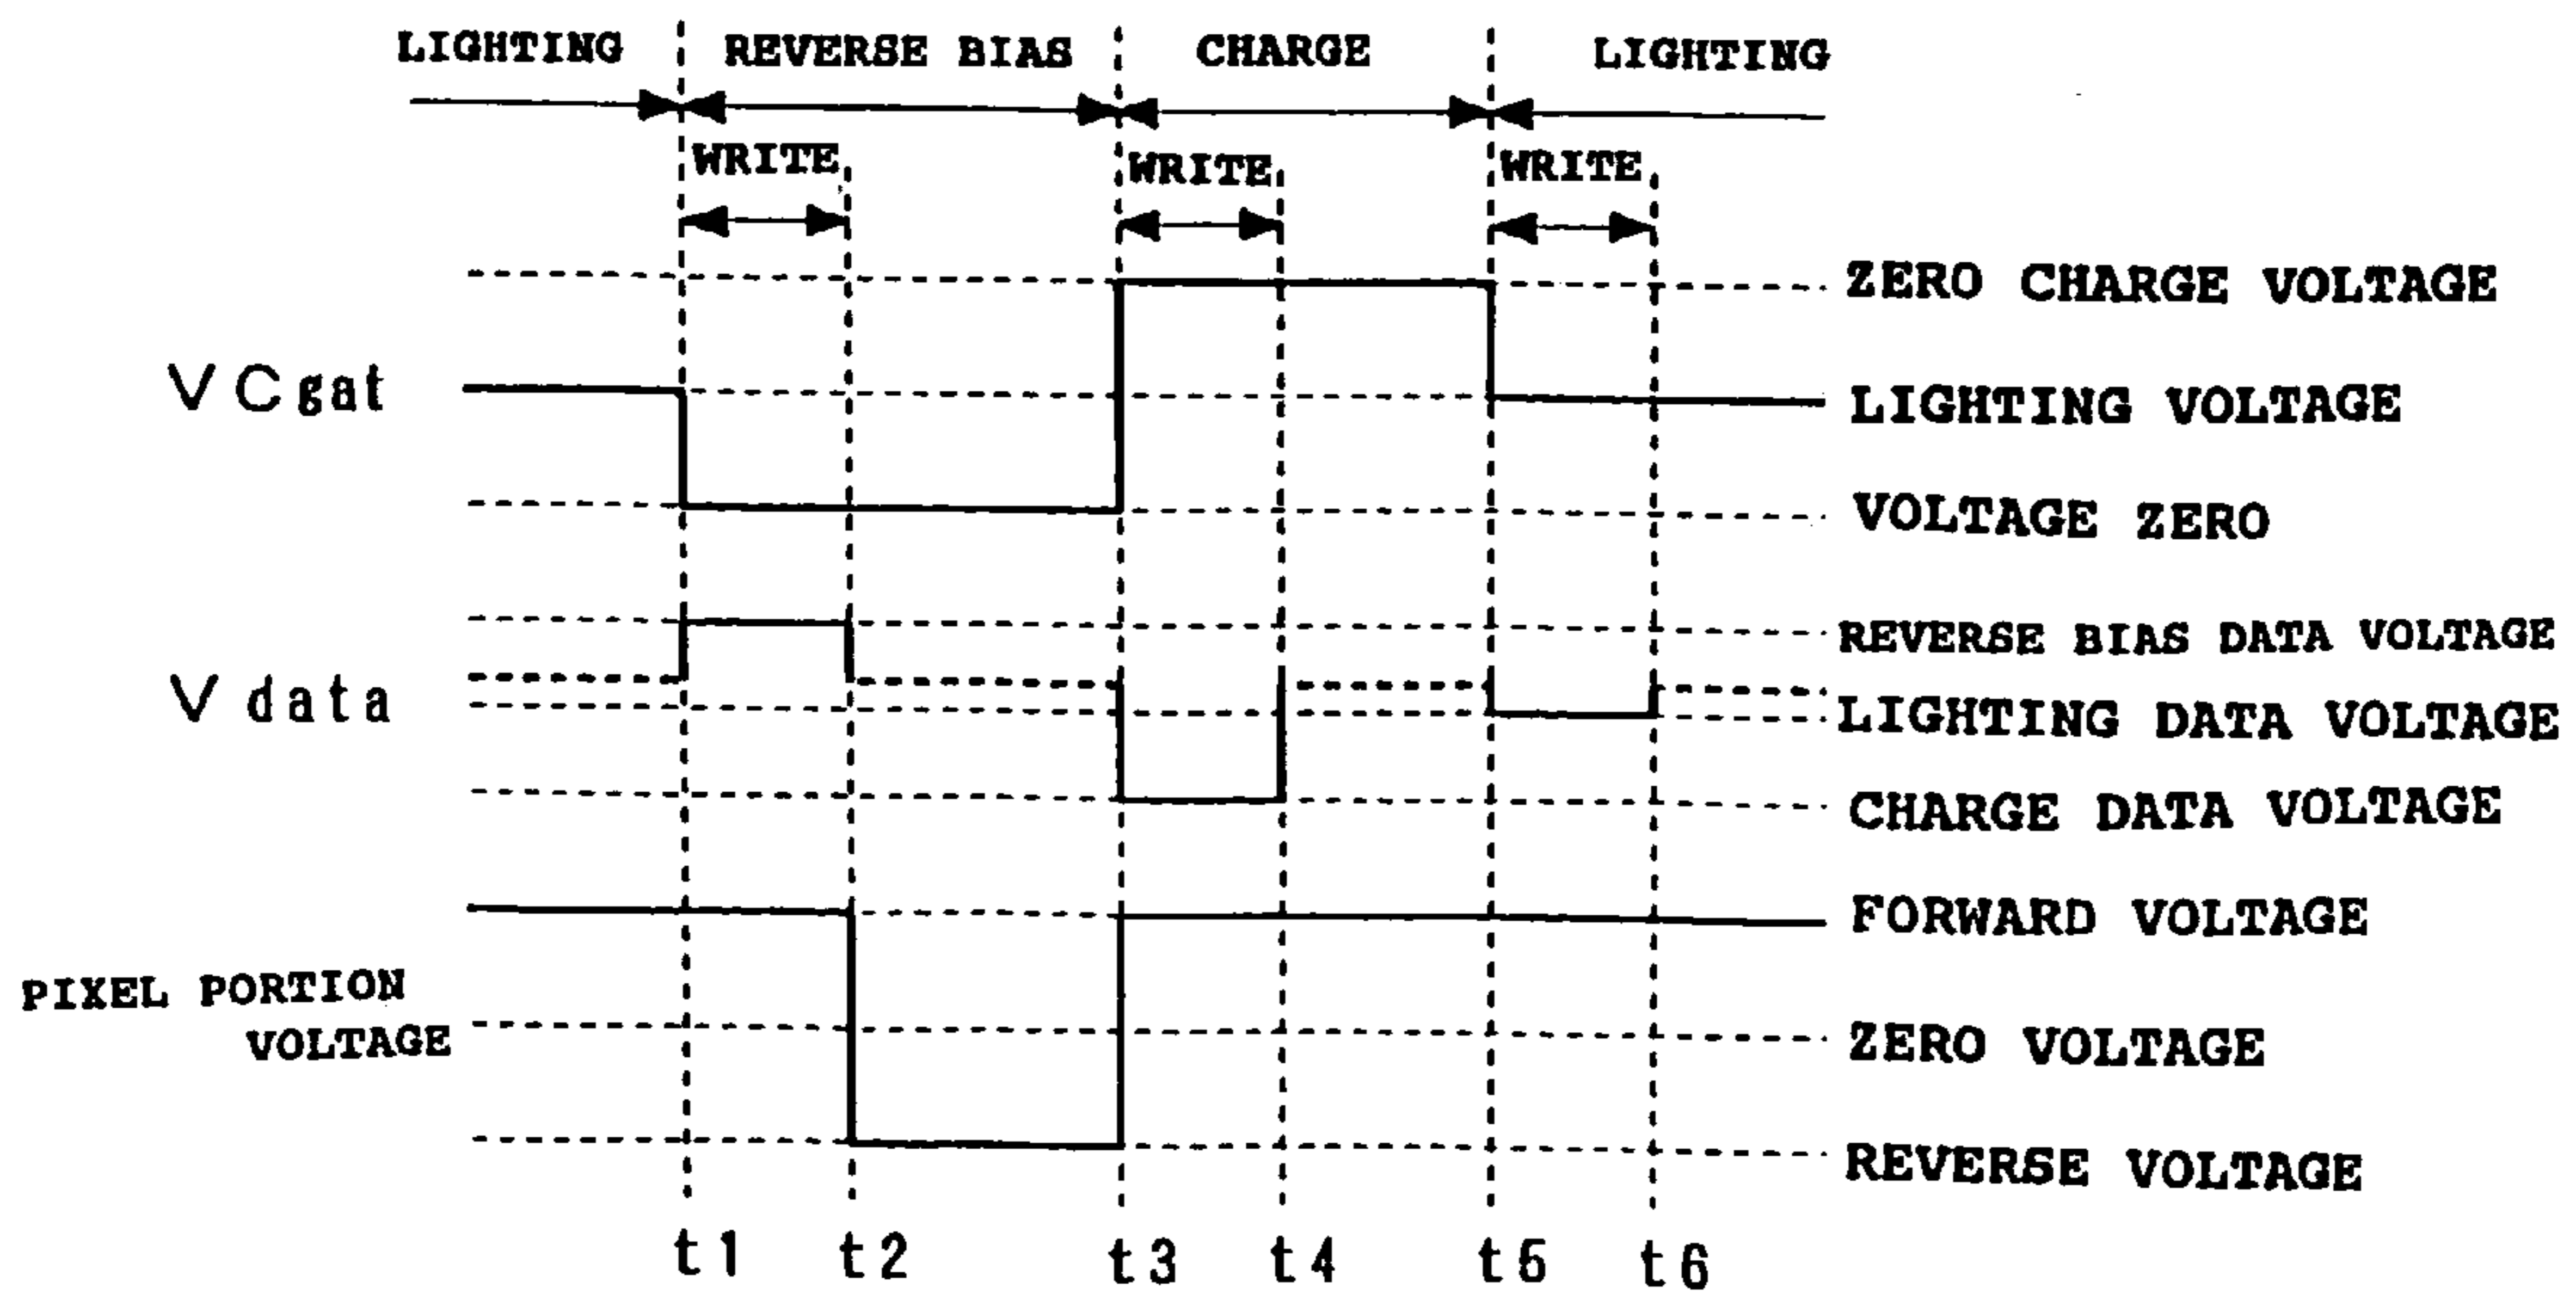 LIGHTING REVERSE BIAS CHARGE LIGHTING
WRITE WRITE WRITE
ZERO CHARGE VOLTAGE
VCgat
LIGHTING VOLTAGE
VOLTAGE ZERO
REVERSE BIAS DATA VOLTAGE
Vdata
LIGHTING DATA VOLTAGE
CHARGE DATA VOLTAGE
FORWARD VOLTAGE
PIXEL PORTION
VOLTAGE
ZERO VOLTAGE
REVERSE VOLTAGE
t1 t2 t3 t4 t5 t6